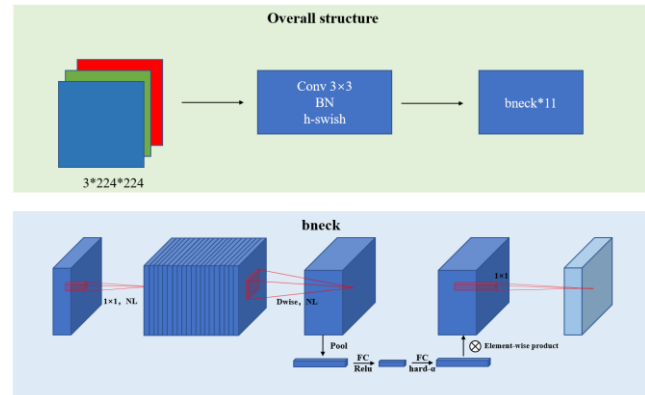 Overall structure
Conv 3×3
BN
h-swish
bneck*11
3*224*224
bneck
1×1, NL
Dwise, NL
1×1
Pool
FC
Relu
FC
hard-α
Element-wise product